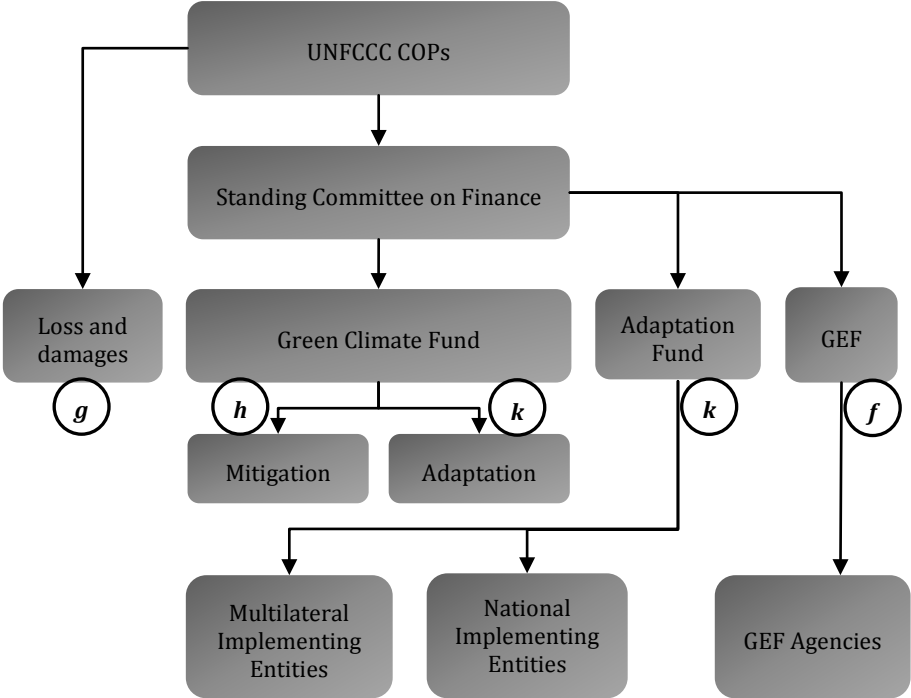 UNFCCC COPs
Standing Committee on Finance
Loss and
damages
Green Climate Fund
Adaptation
Fund
GEF
g
h
k
k
f
Mitigation
Adaptation
Multilateral
Implementing
Entities
National
Implementing
Entities
GEF Agencies